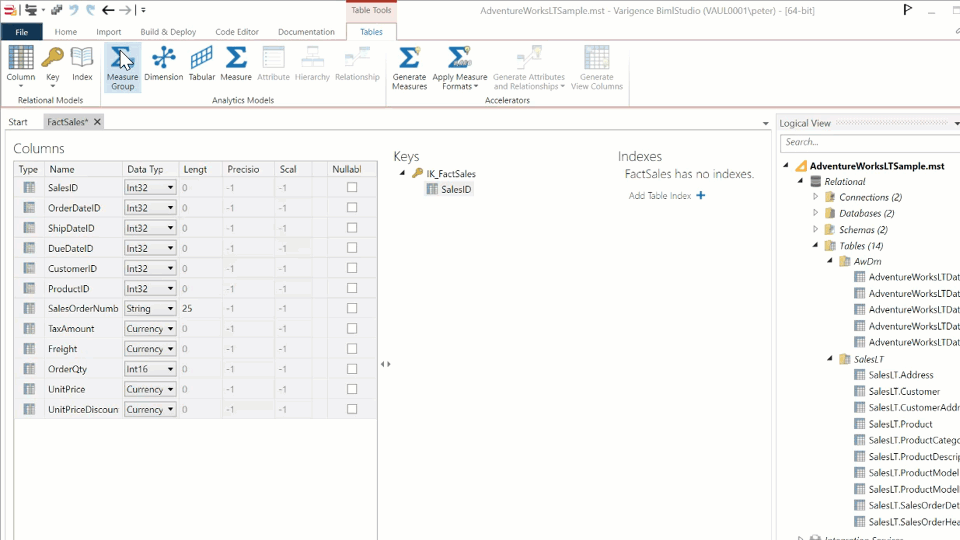 Table Tools
AdventureWorksLTSample.mst - Varigence BimlStudio (VAUL0001\peter) - [64-bit]
File Home Import Build & Deploy Code Editor Documentation Tables
Column Key Index Measure Group Dimension Tabular Measure Attribute Hierarchy Relationship Generate Measures Apply Measure Formats Generate Attributes and Relationships Generate View Columns
Relational Models Analytics Models Accelerators
Start FactSales*
Columns
Type Name Data Typ Lengt Precisio Scal Nullabl
SalesID Int32 0 -1 -1
OrderDateID Int32 0 -1 -1
ShipDateID Int32 0 -1 -1
DueDateID Int32 0 -1 -1
CustomerID Int32 0 -1 -1
ProductID Int32 0 -1 -1
SalesOrderNumb String 25 -1 -1
TaxAmount Currency 0 -1 -1
Freight Currency 0 -1 -1
OrderQty Int16 0 -1 -1
UnitPrice Currency 0 -1 -1
UnitPriceDiscoun Currency 0 -1 -1
Keys
IK_FactSales
SalesID
Indexes
FactSales has no indexes.
Add Table Index
Logical View
Search...
AdventureWorksLTSample.mst
Relational
Connections (2)
Databases (2)
Schemas (2)
Tables (14)
AwDm
AdventureWorksLTDat
AdventureWorksLTDat
AdventureWorksLTDat
AdventureWorksLTDat
AdventureWorksLTDat
SalesLT
SalesLT.Address
SalesLT.Customer
SalesLT.CustomerAddr
SalesLT.Product
SalesLT.ProductCatego
SalesLT.ProductDescrip
SalesLT.ProductModel
SalesLT.ProductModel
SalesLT.SalesOrderDet
SalesLT.SalesOrderHea
Integration Services